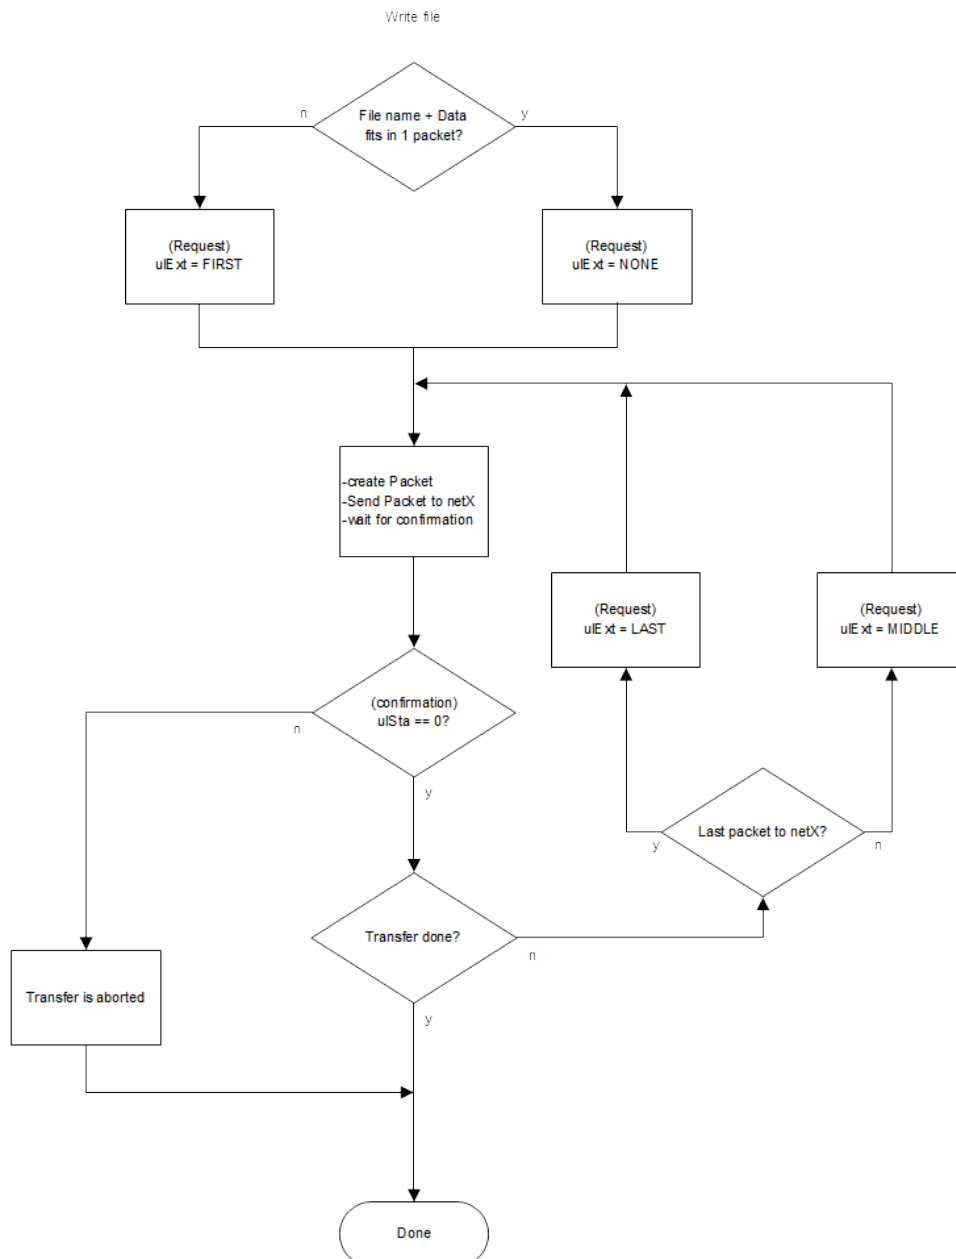 Write file
File name + Data
fits in 1 packet?
n
y
(Request)
ulExt = FIRST
(Request)
ulExt = NONE
-create Packet
-Send Packet to netX
-wait for confirmation
(Request)
ulExt = LAST
(Request)
ulExt = MIDDLE
(confirmation)
ulSta == 0?
n
y
Last packet to netX?
y
n
Transfer done?
n
y
Transfer is aborted
Done